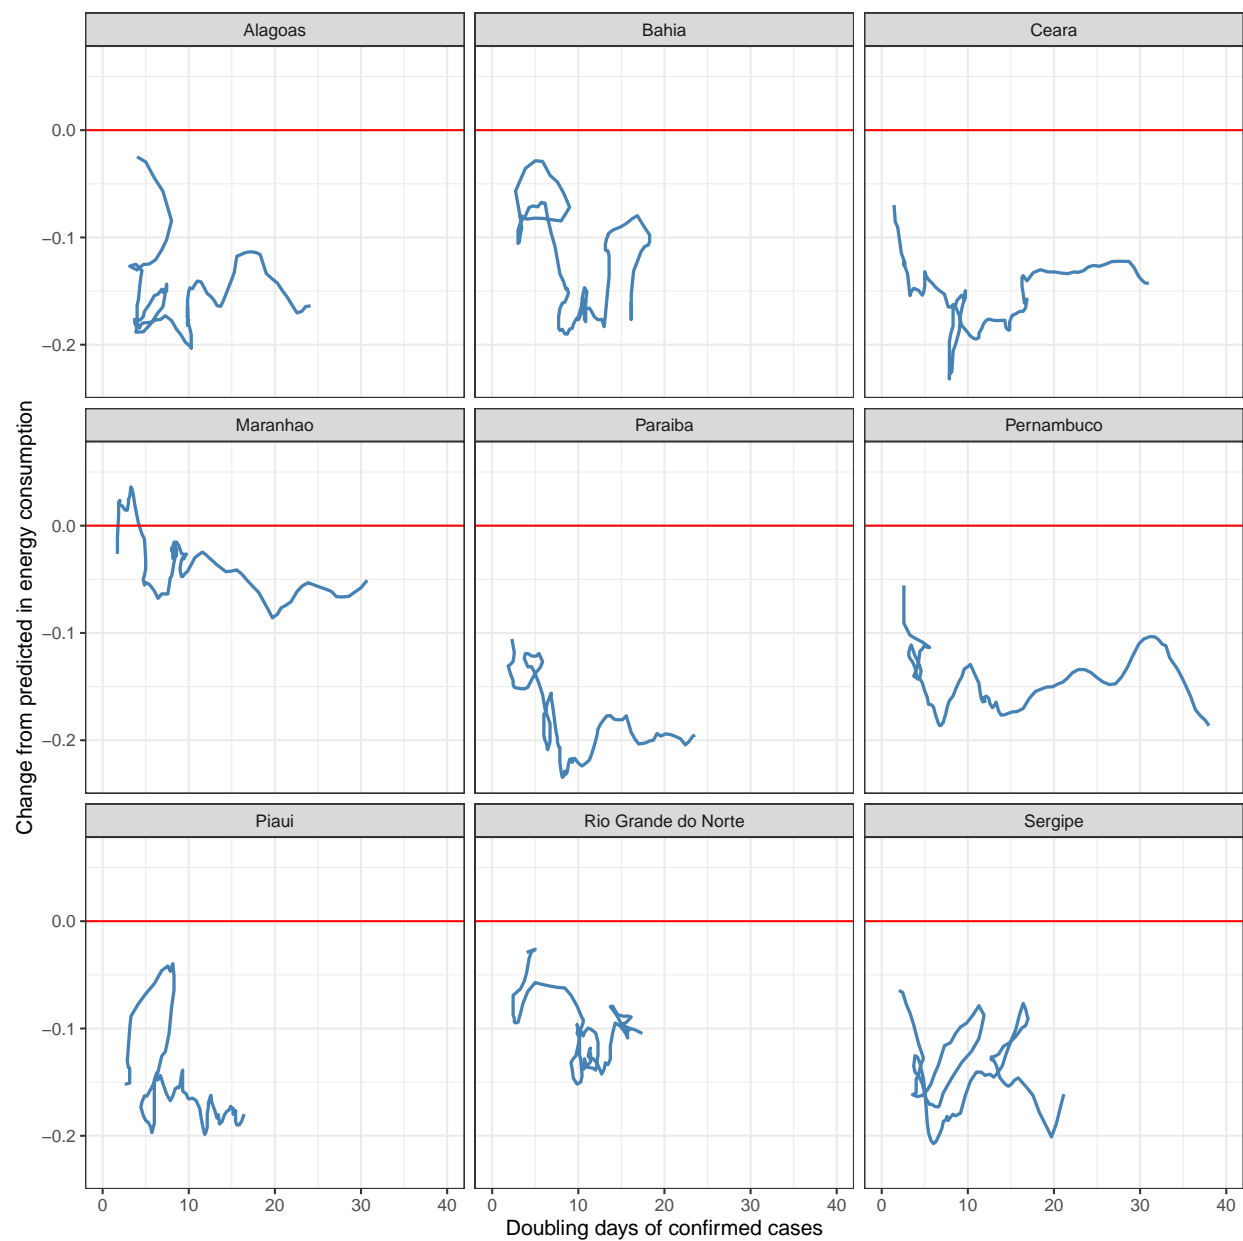 Alagoas
Bahia
Ceara
0.0
−0.1
−0.2
Maranhao
Paraiba
Pernambuco
0.0
−0.1
−0.2
Piaui
Rio Grande do Norte
Sergipe
0.0
−0.1
−0.2
0 10 20 30 40
0 10 20 30 40
0 10 20 30 40
Doubling days of confirmed cases
Change from predicted in energy consumption